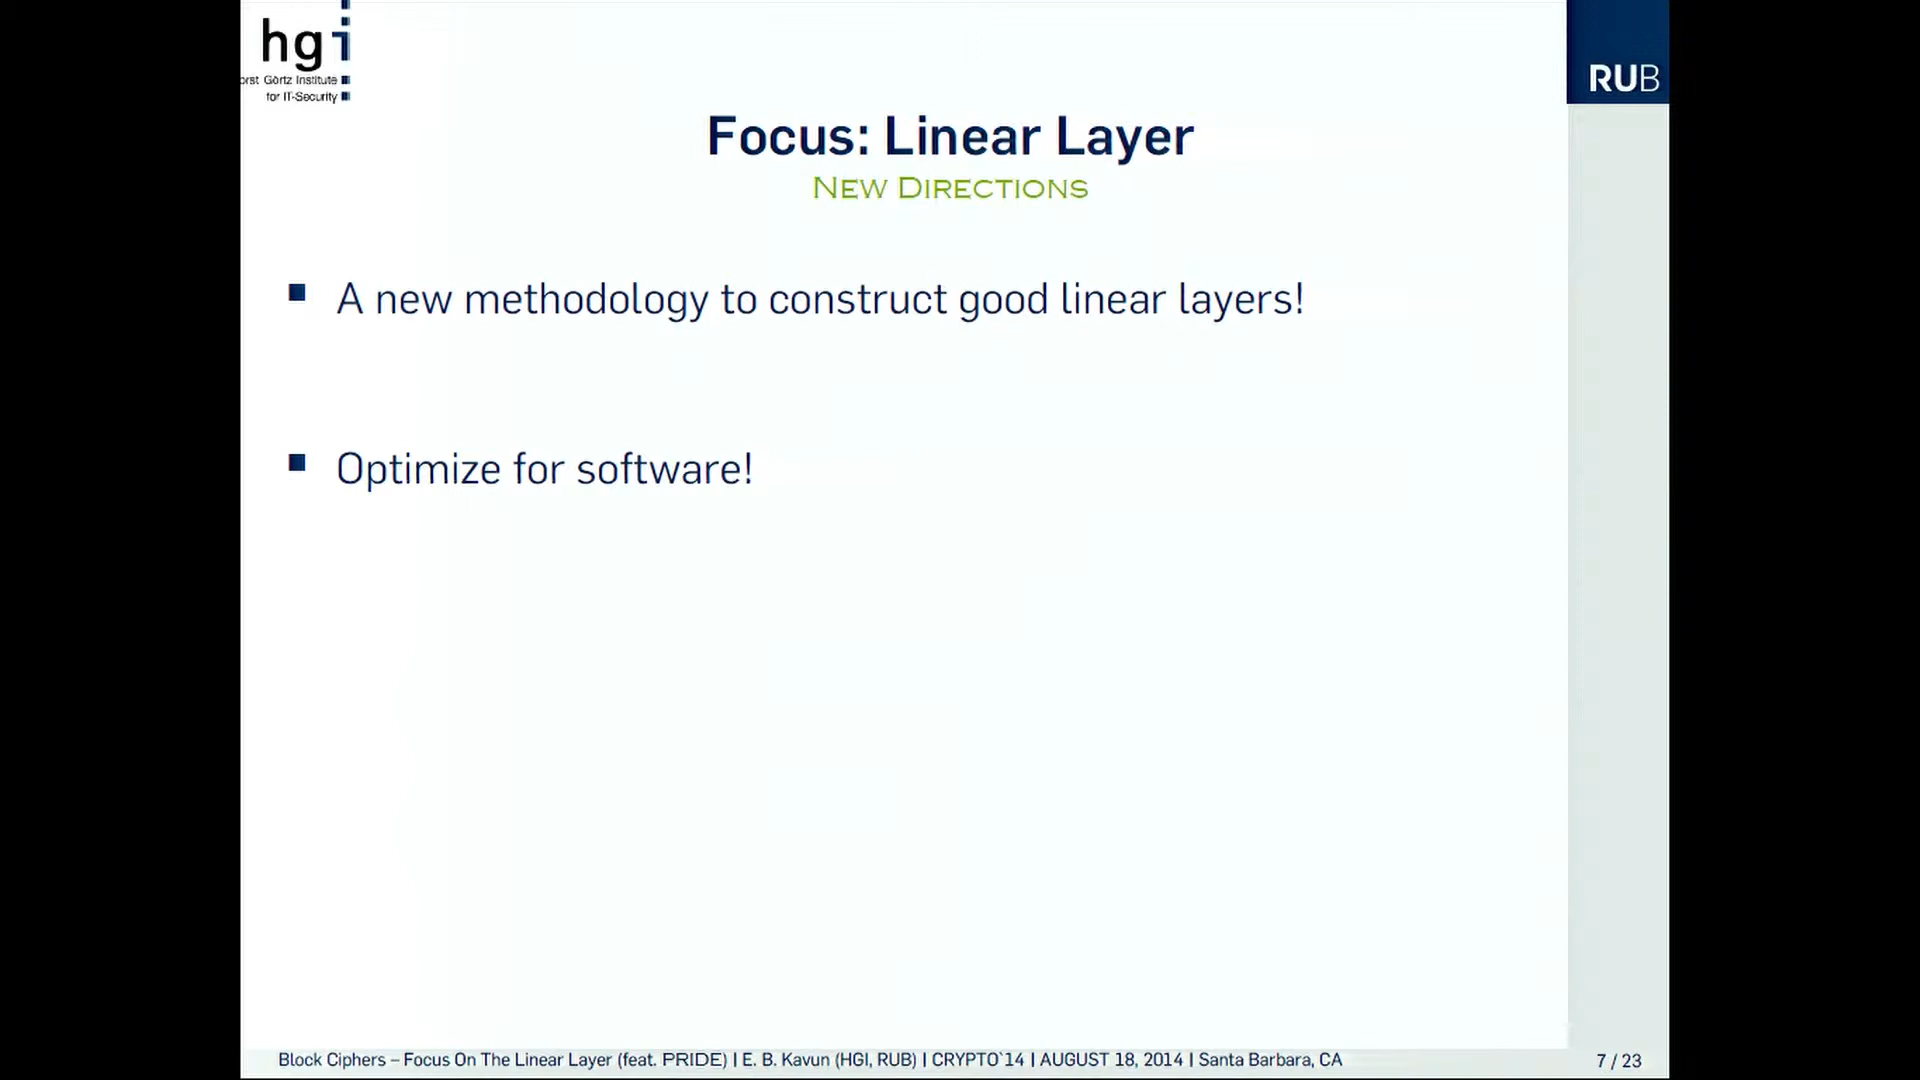 hgi
orst Görtz Institute
for IT-Security
RUB
Focus: Linear Layer
NEW DIRECTIONS
A new methodology to construct good linear layers!
Optimize for software!
Block Ciphers – Focus On The Linear Layer (feat. PRIDE) | E. B. Kavun (HGI, RUB) | CRYPTO`14 | AUGUST 18, 2014 | Santa Barbara, CA
7 / 23